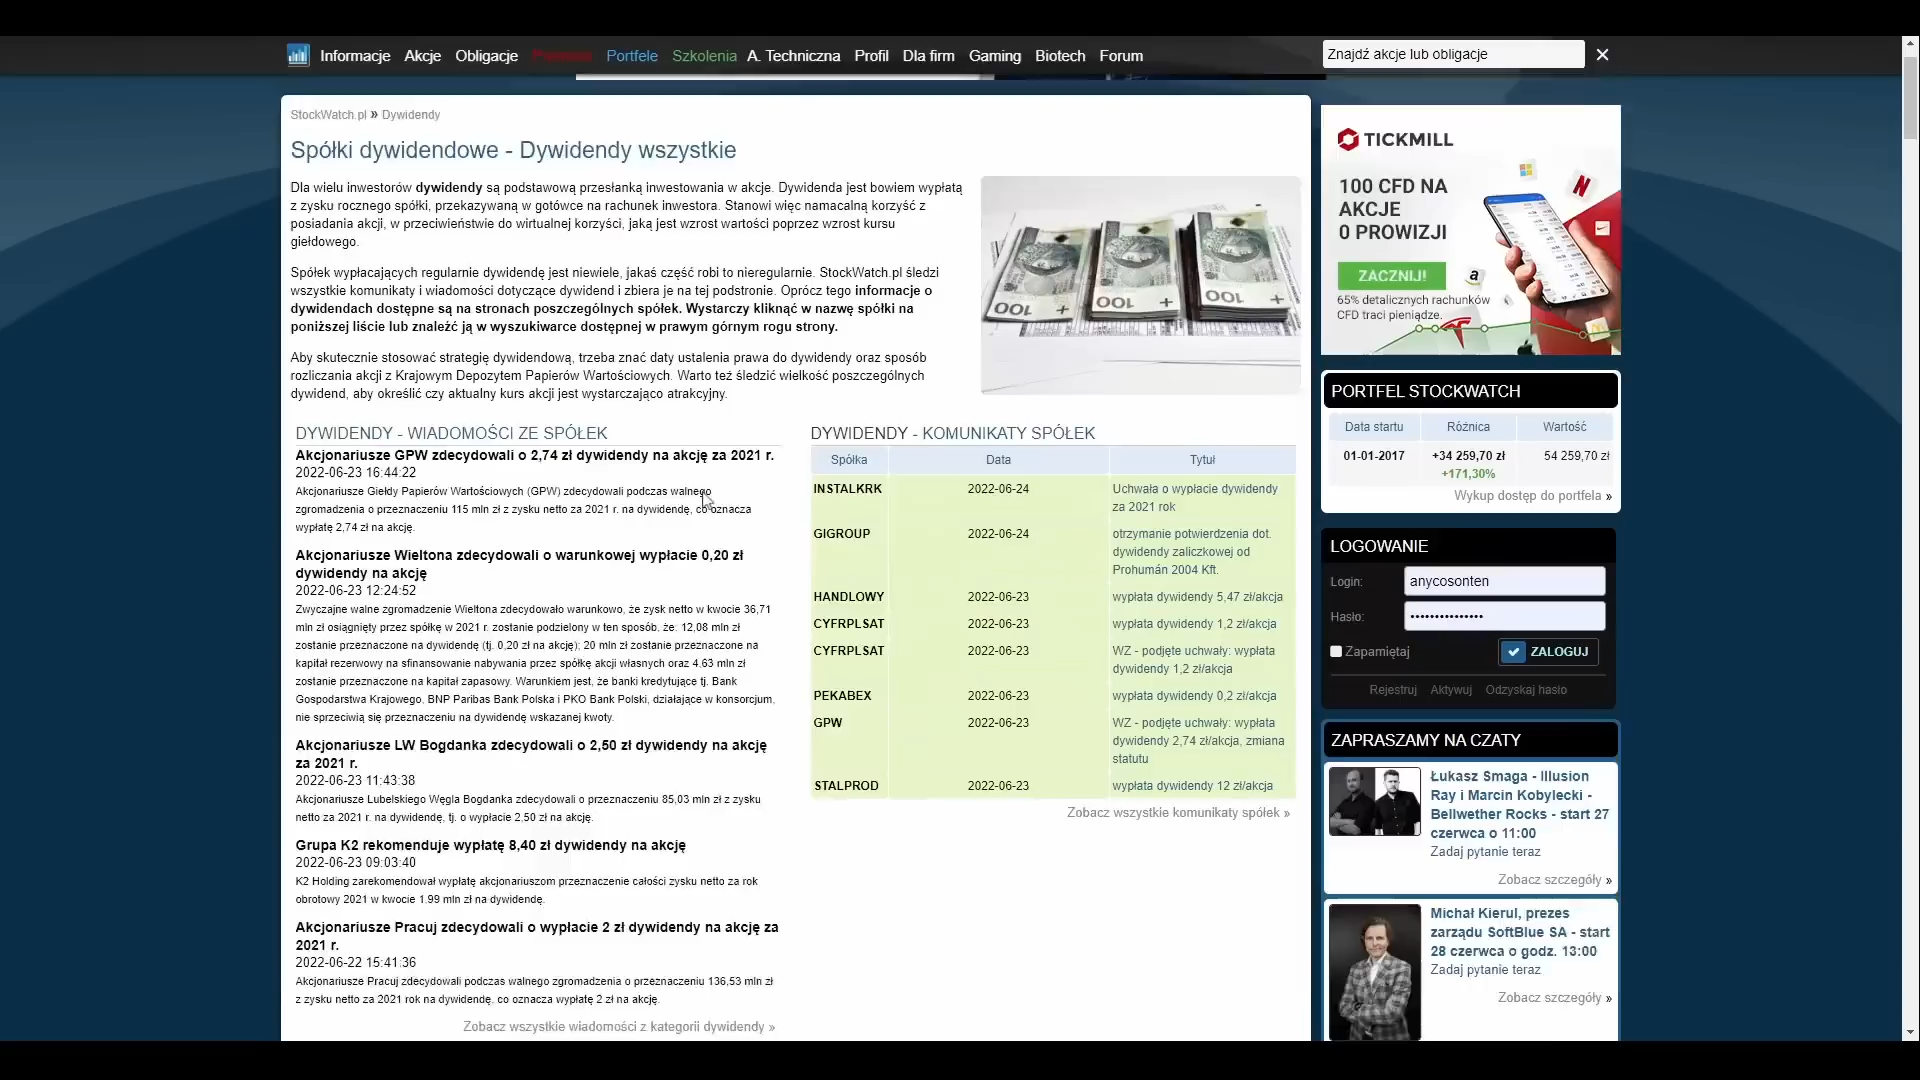 Informacje Akcje Obligacje Premium Portfele Szkolenia A. Techniczna Profil Dla firm Gaming Biotech Forum
Znajdź akcje lub obligacje
StockWatch.pl » Dywidendy
Spółki dywidendowe - Dywidendy wszystkie
Dla wielu inwestorów dywidendy są podstawową przesłanką inwestowania w akcje. Dywidenda jest bowiem wypłatą
z zysku rocznego spółki, przekazywaną w gotówce na rachunek inwestora. Stanowi więc namacalną korzyść z
posiadania akcji, w przeciwieństwie do wirtualnej korzyści, jaką jest wzrost wartości poprzez wzrost kursu
giełdowego.
Spółek wypłacających regularnie dywidendę jest niewiele, jakaś część robi to nieregularnie. StockWatch.pl śledzi
wszystkie komunikaty i wiadomości dotyczące dywidend i zbiera je na tej podstronie. Oprócz tego informacje o
dywidendach dostępne są na stronach poszczególnych spółek. Wystarczy kliknąć w nazwę spółki na
poniższej liście lub znaleźć ją w wyszukiwarce dostępnej w prawym górnym rogu strony.
Aby skutecznie stosować strategię dywidendową, trzeba znać daty ustalenia prawa do dywidendy oraz sposób
rozliczania akcji z Krajowym Depozytem Papierów Wartościowych. Warto też śledzić wielkość poszczególnych
dywidend, aby określić czy aktualny kurs akcji jest wystarczająco atrakcyjny.
100 100 100
DYWIDENDY - WIADOMOŚCI ZE SPÓŁEK
Akcjonariusze GPW zdecydowali o 2,74 zł dywidendy na akcję za 2021 r.
2022-06-23 16:44:22
Akcjonariusze Giełdy Papierów Wartościowych (GPW) zdecydowali podczas walnego
zgromadzenia o przeznaczeniu 115 mln zł z zysku netto za 2021 r. na dywidendę, co oznacza
wypłatę 2,74 zł na akcję.
Akcjonariusze Wieltona zdecydowali o warunkowej wypłacie 0,20 zł
dywidendy na akcję
2022-06-23 12:24:52
Zwyczajne walne zgromadzenie Wieltona zdecydowało warunkowo, że zysk netto w kwocie 36,71
mln zł osiągnięty przez spółkę w 2021 r. zostanie podzielony w ten sposób, że: 12,08 mln zł
zostanie przeznaczone na dywidendę (tj. 0,20 zł na akcję); 20 mln zł zostanie przeznaczone na
kapitał rezerwowy na sfinansowanie nabywania przez spółkę akcji własnych oraz 4,63 mln zł
zostanie przeznaczone na kapitał zapasowy. Warunkiem jest, że banki kredytujące tj. Bank
Gospodarstwa Krajowego, BNP Paribas Bank Polska i PKO Bank Polski, działające w konsorcjum,
nie sprzeciwią się przeznaczeniu na dywidendę wskazanej kwoty.
Akcjonariusze LW Bogdanka zdecydowali o 2,50 zł dywidendy na akcję
za 2021 r.
2022-06-23 11:43:38
Akcjonariusze Lubelskiego Węgla Bogdanka zdecydowali o przeznaczeniu 85,03 mln zł z zysku
netto za 2021 r. na dywidendę, tj. o wypłacie 2,50 zł na akcję.
Grupa K2 rekomenduje wypłatę 8,40 zł dywidendy na akcję
2022-06-23 09:03:40
K2 Holding zarekomendował wypłatę akcjonariuszom przeznaczenie całości zysku netto za rok
obrotowy 2021 w kwocie 1,99 mln zł na dywidendę.
Akcjonariusze Pracuj zdecydowali o wypłacie 2 zł dywidendy na akcję za
2021 r.
2022-06-22 15:41:36
Akcjonariusze Pracuj zdecydowali podczas walnego zgromadzenia o przeznaczeniu 136,53 mln zł
z zysku netto za 2021 rok na dywidendę, co oznacza wypłatę 2 zł na akcję.
Zobacz wszystkie wiadomości z kategorii dywidendy »
DYWIDENDY - KOMUNIKATY SPÓŁEK
Spółka Data Tytuł
INSTALKRK 2022-06-24 Uchwała o wypłacie dywidendy
za 2021 rok
GIGROUP 2022-06-24 otrzymanie potwierdzenia dot.
dywidendy zaliczkowej od
Prohumán 2004 Kft.
HANDLOWY 2022-06-23 wypłata dywidendy 5,47 zł/akcja
CYFRPLSAT 2022-06-23 wypłata dywidendy 1,2 zł/akcja
CYFRPLSAT 2022-06-23 WZ - podjęte uchwały: wypłata
dywidendy 1,2 zł/akcja
PEKABEX 2022-06-23 wypłata dywidendy 0,2 zł/akcja
GPW 2022-06-23 WZ - podjęte uchwały: wypłata
dywidendy 2,74 zł/akcja, zmiana
statutu
STALPROD 2022-06-23 wypłata dywidendy 12 zł/akcja
Zobacz wszystkie komunikaty spółek »
TICKMILL
100 CFD NA
AKCJE
0 PROWIZJI
ZACZNIJ!
65% detalicznych rachunków
CFD traci pieniądze.
PORTFEL STOCKWATCH
Data startu Różnica Wartość
01-01-2017 +34 259,70 zł 54 259,70 zł
+171,30%
Wykup dostęp do portfela »
LOGOWANIE
Login: anycosonten
Hasło: •••••••••••••••
Zapamiętaj ZALOGUJ
Rejestruj Aktywuj Odzyskaj hasło
ZAPRASZAMY NA CZATY
Łukasz Smaga - Illusion
Ray i Marcin Kobylecki -
Bellwether Rocks - start 27
czerwca o 11:00
Zadaj pytanie teraz
Zobacz szczegóły »
Michał Kierul, prezes
zarządu SoftBlue SA - start
28 czerwca o godz. 13:00
Zadaj pytanie teraz
Zobacz szczegóły »